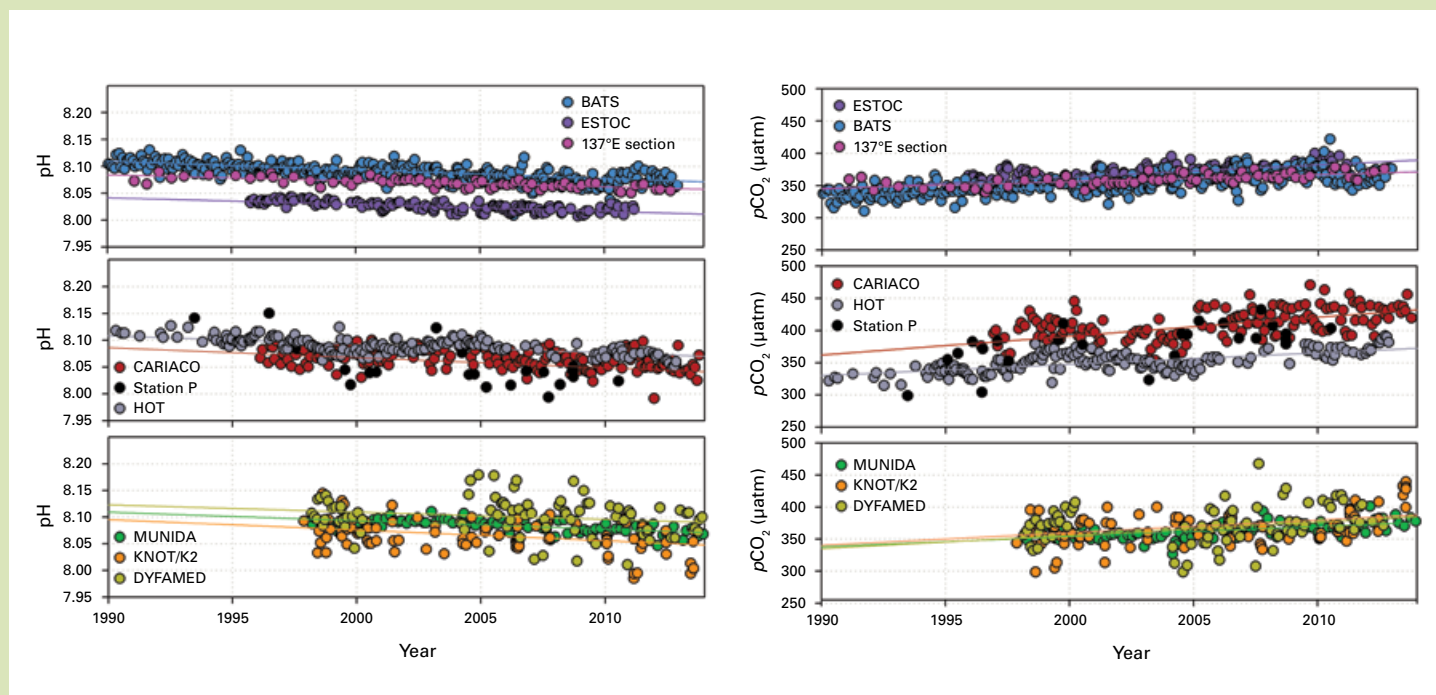 pH
8.20
8.15
8.10
8.05
8.00
7.95
BATS
ESTOC
137°E section
pH
8.20
8.15
8.10
8.05
8.00
7.95
CARIACO
Station P
HOT
pH
8.20
8.15
8.10
8.05
8.00
7.95
MUNIDA
KNOT/K2
DYFAMED
1990 1995 2000 2005 2010
Year
pCO₂ (µatm)
500
450
400
350
300
250
ESTOC
BATS
137°E section
pCO₂ (µatm)
500
450
400
350
300
250
CARIACO
HOT
Station P
pCO₂ (µatm)
500
450
400
350
300
250
MUNIDA
KNOT/K2
DYFAMED
1990 1995 2000 2005 2010
Year